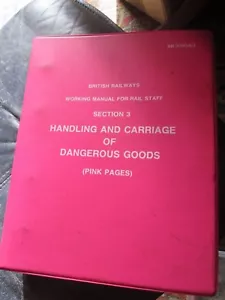 BRITISH RAILWAYS
WORKING MANUAL FOR RAIL STAFF
SECTION 3
HANDLING AND CARRIAGE
OF
DANGEROUS GOODS
(PINK PAGES)